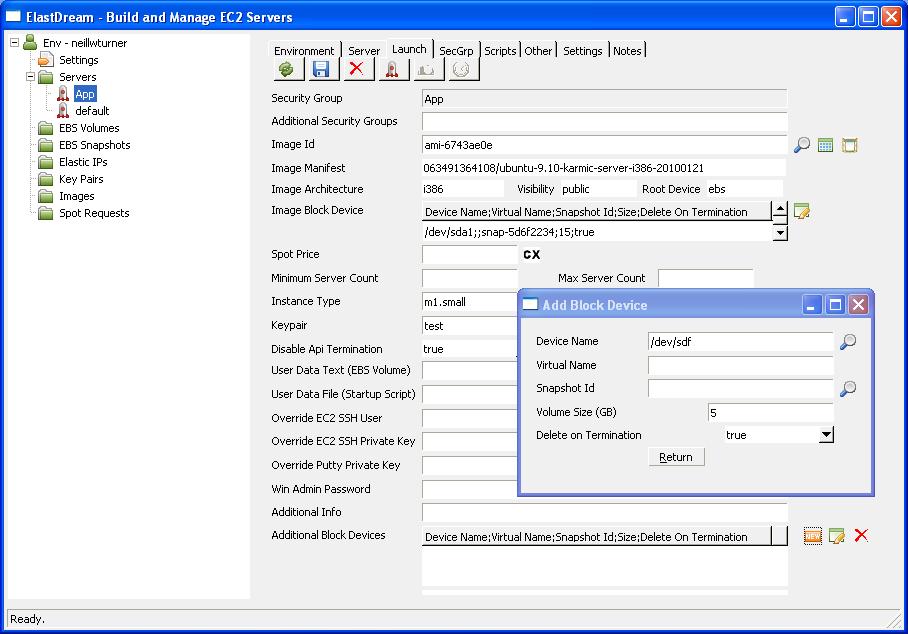 ElastDream - Build and Manage EC2 Servers
Env - neillwturner
Settings
Servers
App
default
EBS Volumes
EBS Snapshots
Elastic IPs
Key Pairs
Images
Spot Requests
Environment Server Launch SecGrp Scripts Other Settings Notes
Security Group App
Additional Security Groups
Image Id ami-6743ae0e
Image Manifest 063491364108/ubuntu-9.10-karmic-server-i386-20100121
Image Architecture i386 Visibility public Root Device ebs
Image Block Device Device Name;Virtual Name;Snapshot Id;Size;Delete On Termination
/dev/sda1;;snap-5d6f2234;15;true
Spot Price CX
Minimum Server Count Max Server Count
Instance Type m1.small
Keypair test
Disable Api Termination true
User Data Text (EBS Volume)
User Data File (Startup Script)
Override EC2 SSH User
Override EC2 SSH Private Key
Override Putty Private Key
Win Admin Password
Additional Info
Additional Block Devices Device Name;Virtual Name;Snapshot Id;Size;Delete On Termination
NEW
Add Block Device
Device Name /dev/sdf
Virtual Name
Snapshot Id
Volume Size (GB) 5
Delete on Termination true
Return
Ready.